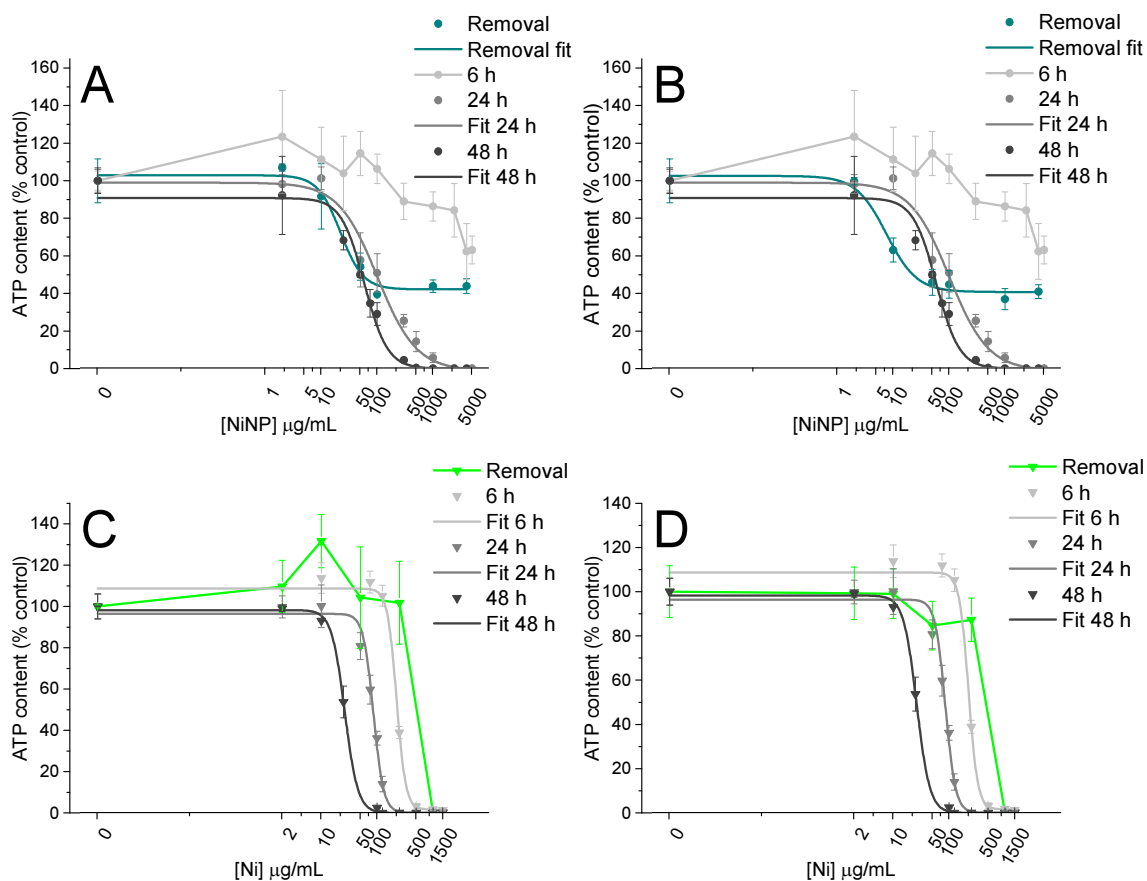 A
Removal
Removal fit
6 h
24 h
Fit 24 h
48 h
Fit 48 h
ATP content (% control)
160
140
120
100
80
60
40
20
0
0 1 5 10 50 100 500 1000 5000
[NiNP] µg/mL
B
Removal
Removal fit
6 h
24 h
Fit 24 h
48 h
Fit 48 h
ATP content (% control)
160
140
120
100
80
60
40
20
0
0 1 5 10 50 100 500 1000 5000
[NiNP] µg/mL
C
Removal
6 h
Fit 6 h
24 h
Fit 24 h
48 h
Fit 48 h
ATP content (% control)
140
120
100
80
60
40
20
0
0 2 10 50 100 500 1500
[Ni] µg/mL
D
Removal
6 h
Fit 6 h
24 h
Fit 24 h
48 h
Fit 48 h
ATP content (% control)
140
120
100
80
60
40
20
0
0 2 10 50 100 500 1500
[Ni] µg/mL